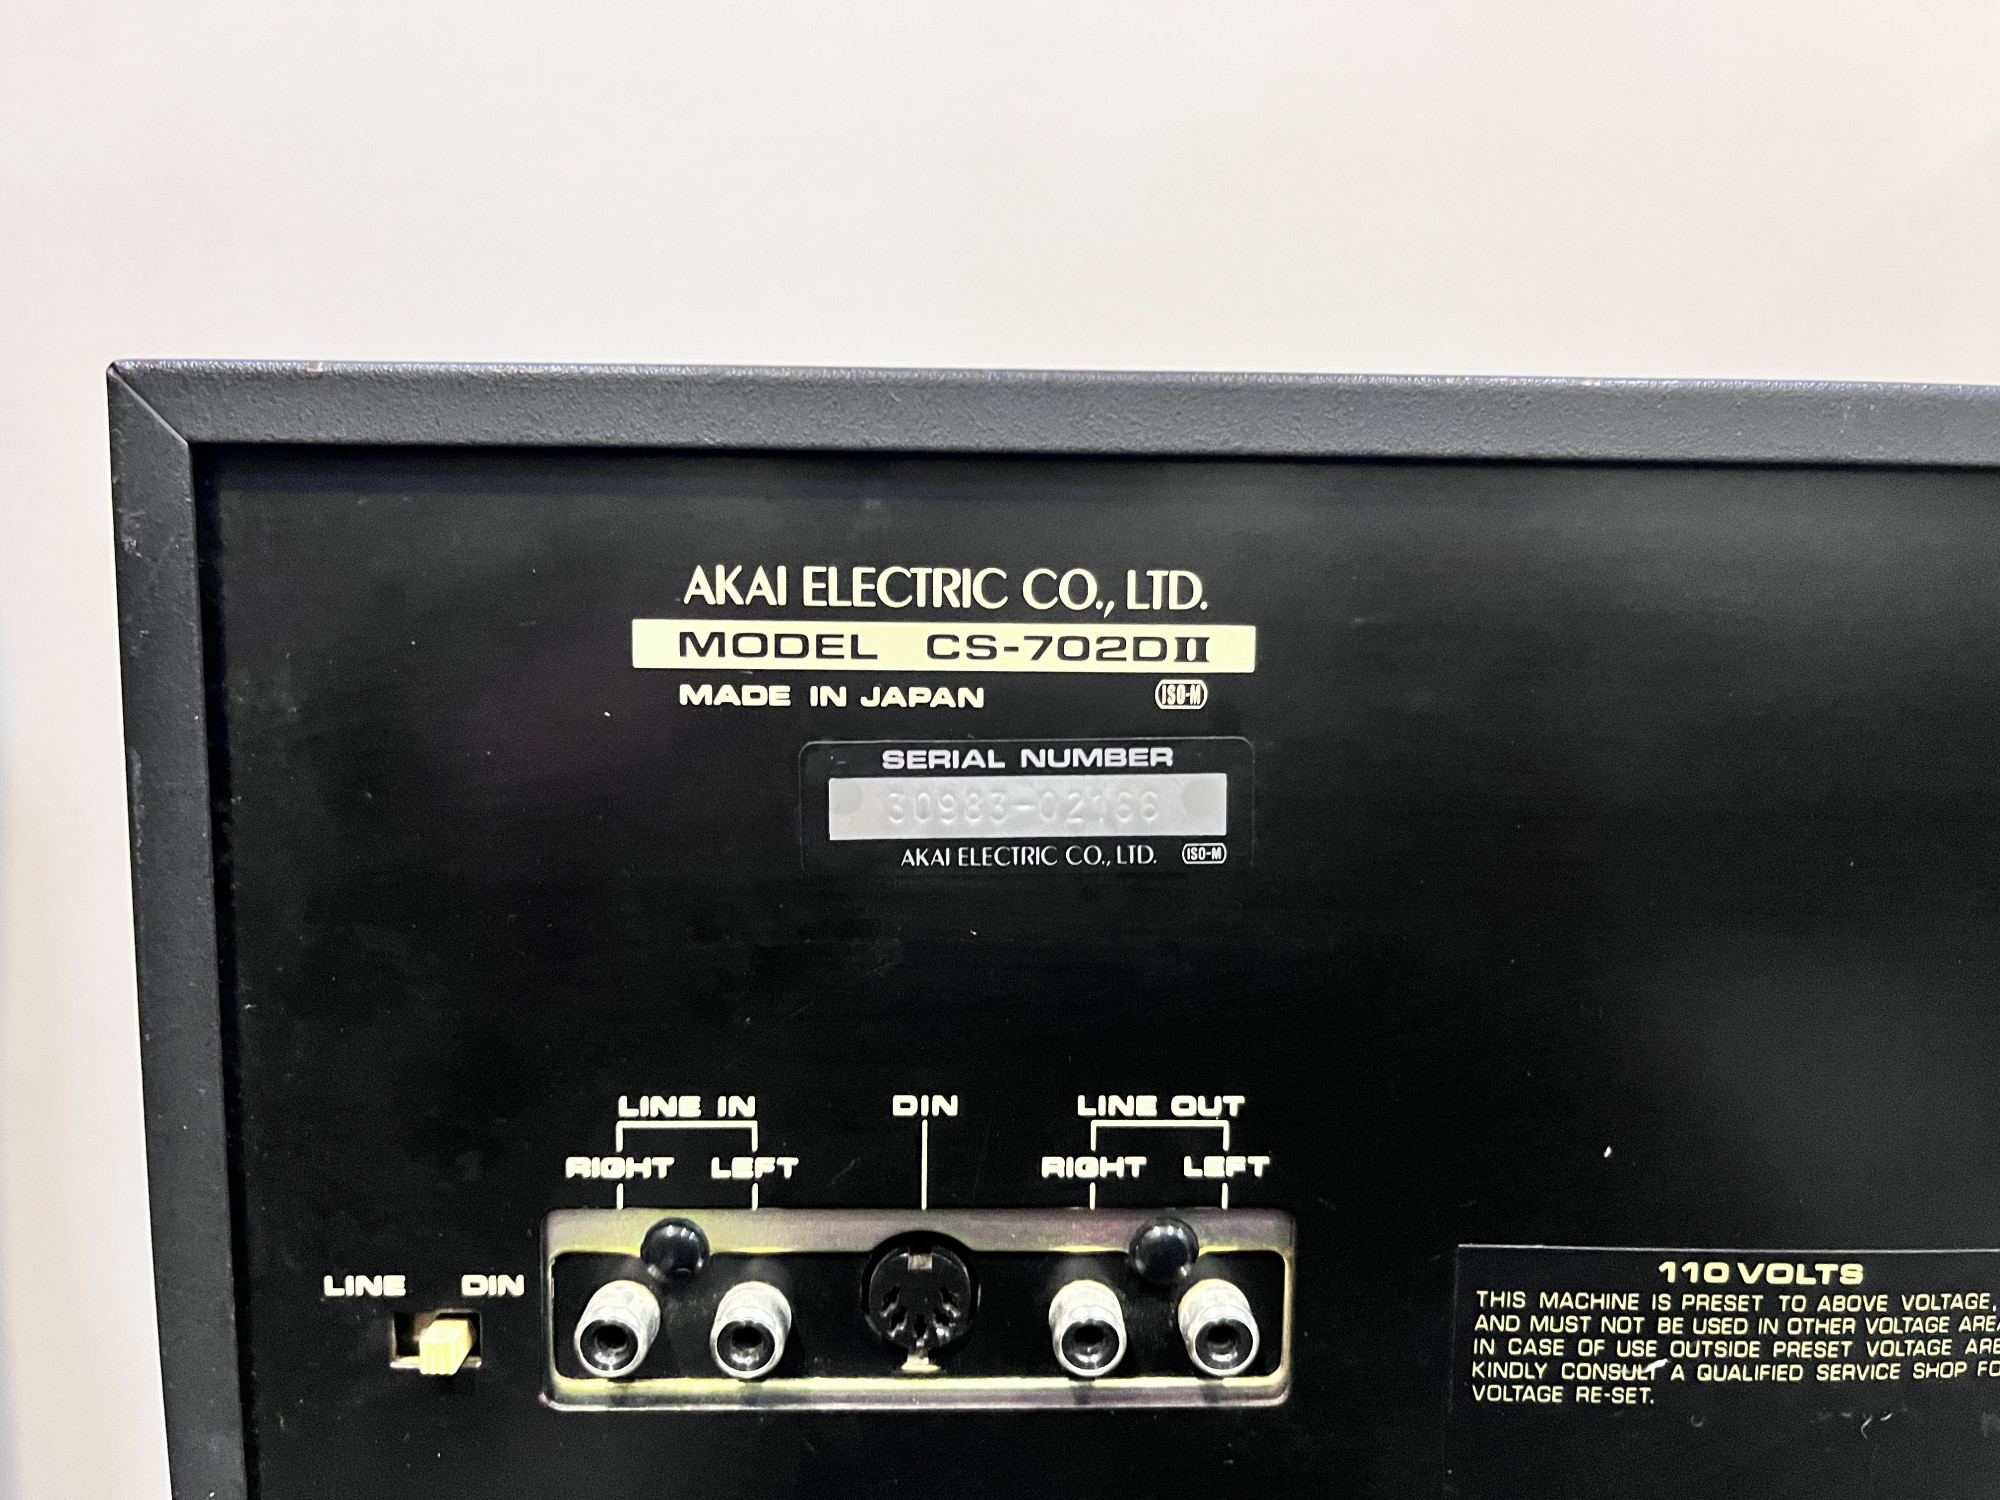 AKAI ELECTRIC CO., LTD.
MODEL CS-702DII
MADE IN JAPAN ISO-M
SERIAL NUMBER
30983-02168
AKAI ELECTRIC CO., LTD. ISO-M
LINE IN DIN LINE OUT
RIGHT LEFT RIGHT LEFT
LINE DIN
110 VOLTS
THIS MACHINE IS PRESET TO ABOVE VOLTAGE,
AND MUST NOT BE USED IN OTHER VOLTAGE
IN CASE OF USE OUTSIDE PRESET VOLTAGE
KINDLY CONSULT A QUALIFIED SERVICE SHOP
VOLTAGE RE-SET.